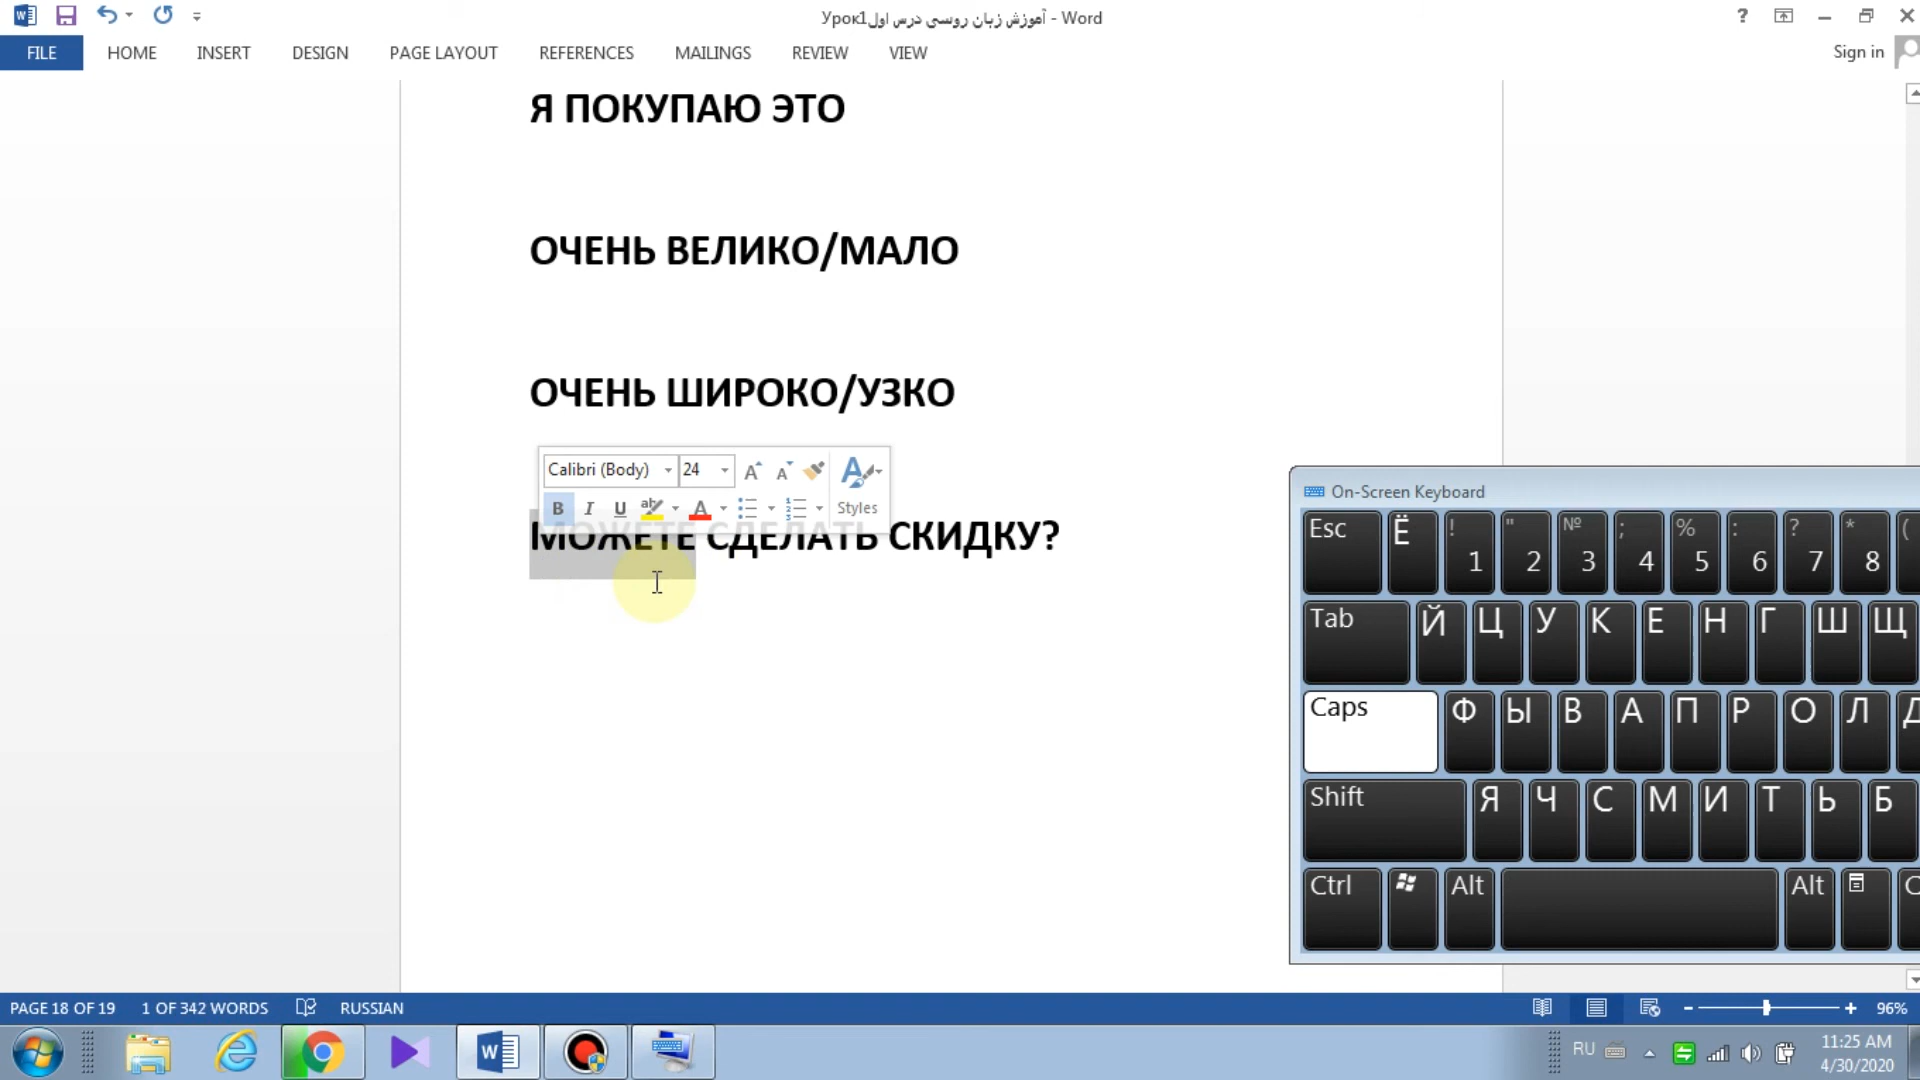 Урок1آموزش زبان روسی درس اول - Word
?
FILE HOME INSERT DESIGN PAGE LAYOUT REFERENCES MAILINGS REVIEW VIEW Sign in
Я ПОКУПАЮ ЭТО
ОЧЕНЬ ВЕЛИКО/МАЛО
ОЧЕНЬ ШИРОКО/УЗКО
Calibri (Body) 24
B I U Styles
МОЖЕТЕ СДЕЛАТЬ СКИДКУ?
On-Screen Keyboard
Esc Ё ! 1 " 2 № 3 ; 4 % 5 : 6 ? 7 * 8 (
Tab Й Ц У К Е Н Г Ш Щ
Caps Ф Ы В А П Р О Л Д
Shift Я Ч С М И Т Ь Б
Ctrl Alt Alt
PAGE 18 OF 19 1 OF 342 WORDS RUSSIAN 96%
RU 11:25 AM
4/30/2020